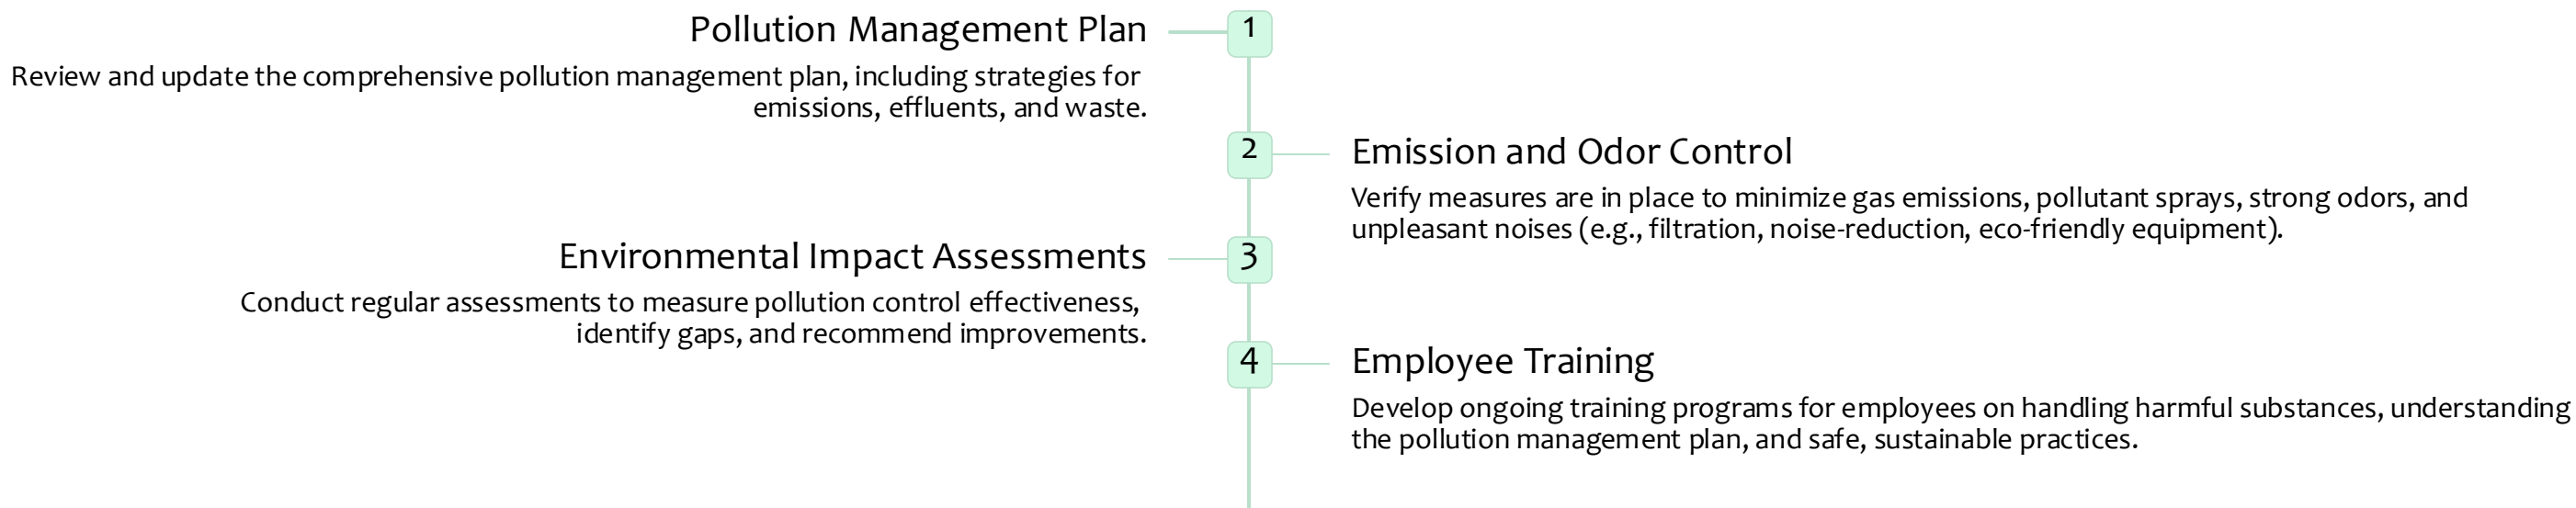 Pollution Management Plan
1
Review and update the comprehensive pollution management plan, including strategies for
emissions, effluents, and waste.
2
Emission and Odor Control
Verify measures are in place to minimize gas emissions, pollutant sprays, strong odors, and
unpleasant noises (e.g., filtration, noise-reduction, eco-friendly equipment).
Environmental Impact Assessments
3
Conduct regular assessments to measure pollution control effectiveness,
identify gaps, and recommend improvements.
4
Employee Training
Develop ongoing training programs for employees on handling harmful substances, understanding
the pollution management plan, and safe, sustainable practices.